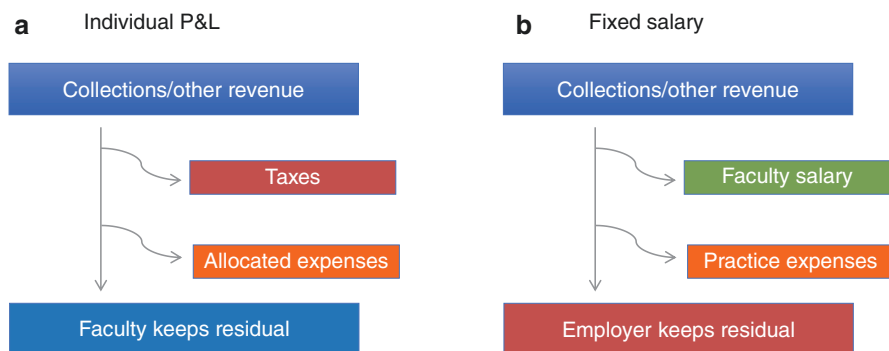 a Individual P&L
Collections/other revenue
Taxes
Allocated expenses
Faculty keeps residual
b Fixed salary
Collections/other revenue
Faculty salary
Practice expenses
Employer keeps residual